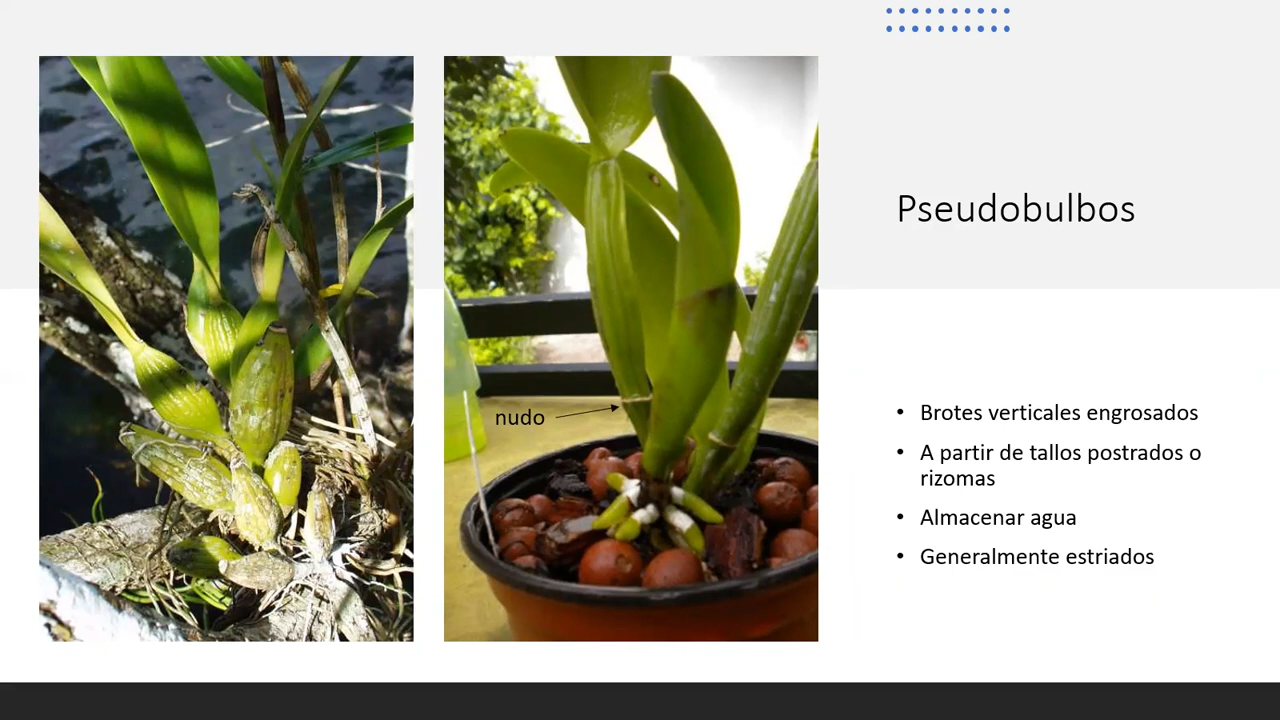 Pseudobulbos
nudo
• Brotes verticales engrosados
• A partir de tallos postrados o
rizomas
• Almacenar agua
• Generalmente estriados